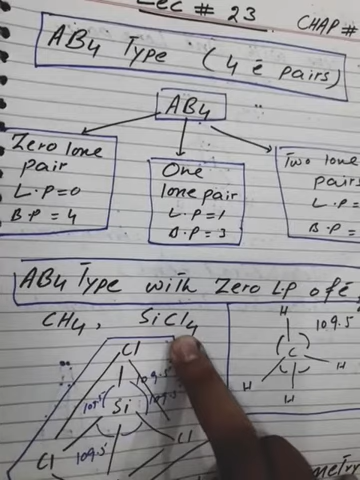 Lec # 23
CHAP #
AB4 Type (4 e̅ pairs)
AB4
Zero lone
pair
L.P=0
B.P=4
One
lone pair
L.P=1
B.P=3
Two lone
pairs
L.P=
B.P=
AB4 Type with Zero L.P of e̅
CH4, SiCl4
Cl
109.5
109.5
109.5
Si
Cl
Cl
109.5
H
109.5
C
H
H
H